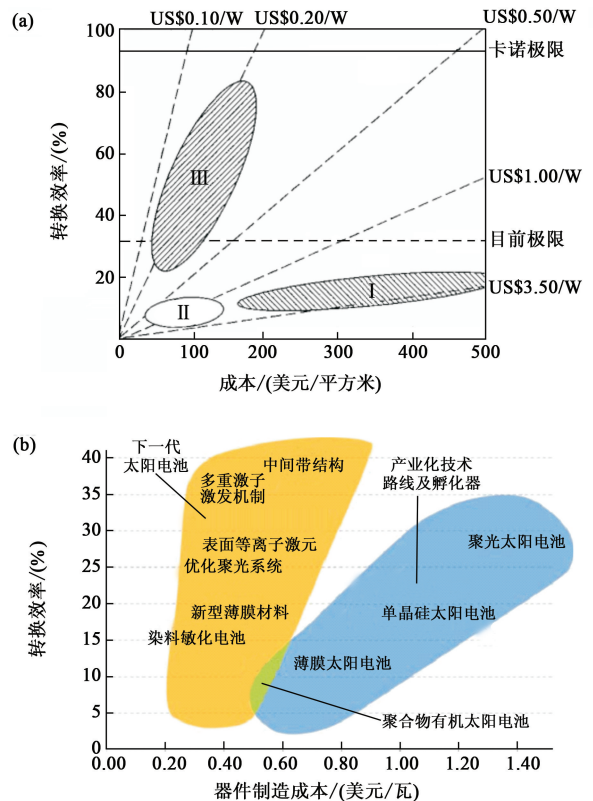 (a)
US$0.10/W
US$0.20/W
US$0.50/W
100
卡诺极限
80
60
Ⅲ
US$1.00/W
40
目前极限
20
US$3.50/W
Ⅰ
Ⅱ
0
100
200
300
400
500
转换效率/(%)
成本/(美元/平方米)
(b)
下一代
太阳电池
中间带结构
产业化技术
路线及孵化器
多重激子
激发机制
表面等离子激元
优化聚光系统
聚光太阳电池
新型薄膜材料
单晶硅太阳电池
染料敏化电池
薄膜太阳电池
聚合物有机太阳电池
40
35
30
25
20
15
10
5
0
0.00
0.20
0.40
0.60
0.80
1.00
1.20
1.40
转换效率/(%)
器件制造成本/(美元/瓦)